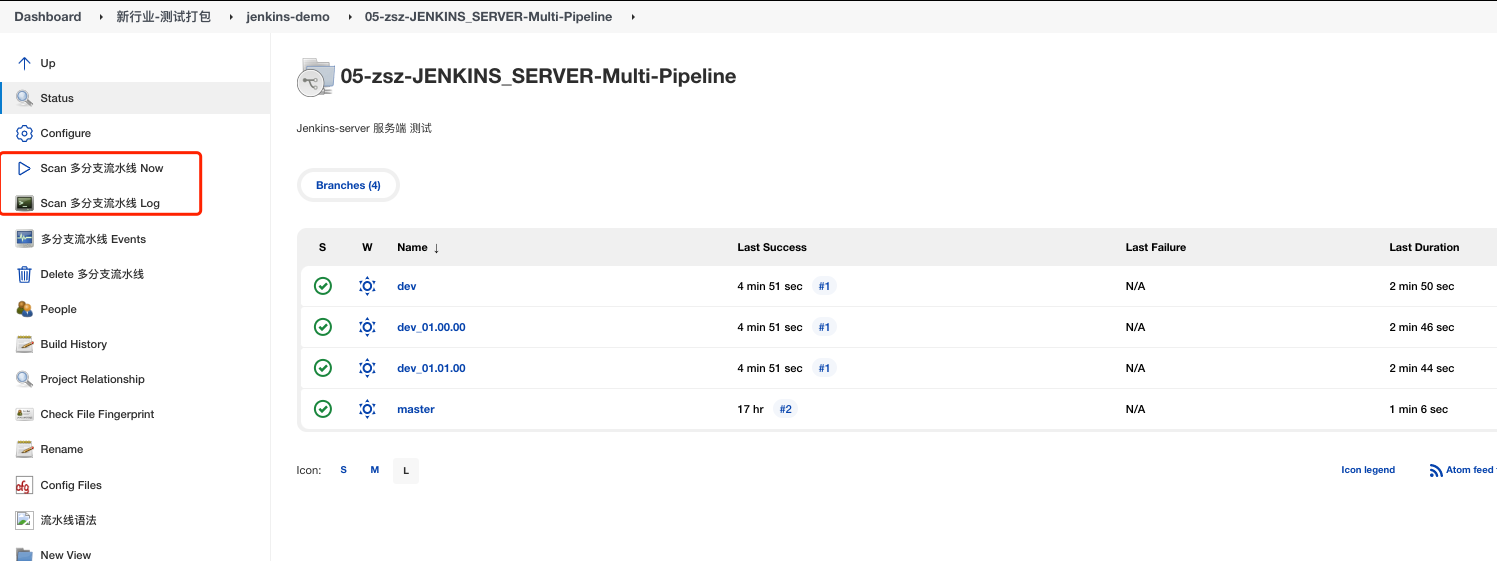 Dashboard 新行业-测试打包 jenkins-demo 05-zsz-JENKINS_SERVER-Multi-Pipeline
Up
Status
Configure
Scan 多分支流水线 Now
Scan 多分支流水线 Log
多分支流水线 Events
Delete 多分支流水线
People
Build History
Project Relationship
Check File Fingerprint
Rename
Config Files
流水线语法
New View
05-zsz-JENKINS_SERVER-Multi-Pipeline
Jenkins-server 服务端 测试
Branches (4)
S W Name ↓ Last Success Last Failure Last Duration
dev 4 min 51 sec #1 N/A 2 min 50 sec
dev_01.00.00 4 min 51 sec #1 N/A 2 min 46 sec
dev_01.01.00 4 min 51 sec #1 N/A 2 min 44 sec
master 17 hr #2 N/A 1 min 6 sec
Icon: S M L Icon legend Atom feed